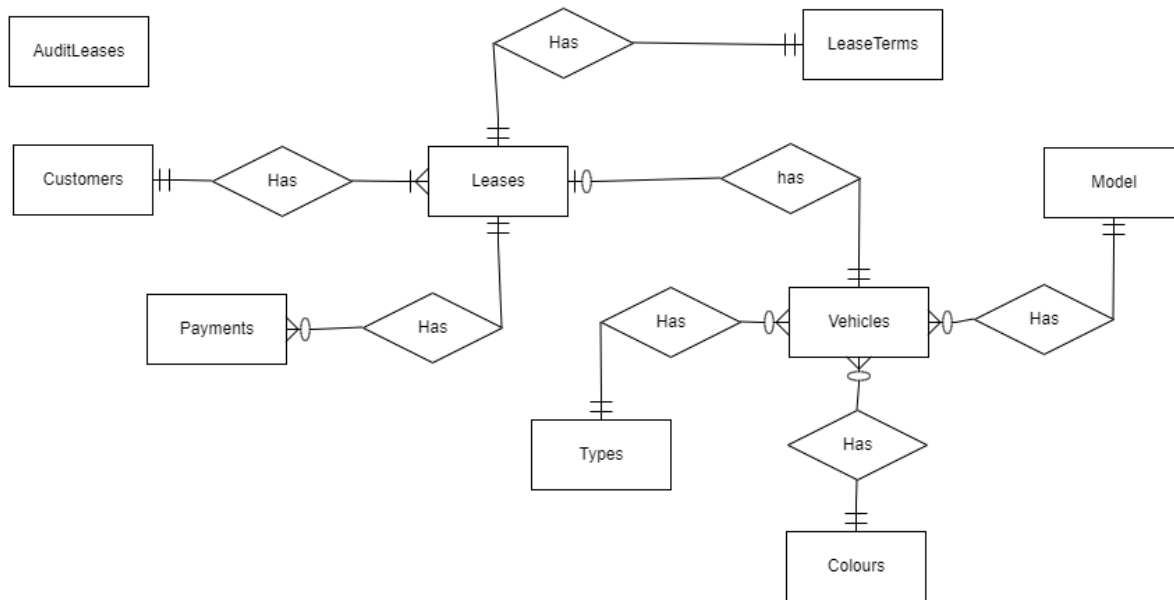 AuditLeases
Has
LeaseTerms
Customers
Has
Leases
has
Model
Payments
Has
Has
Vehicles
Has
Types
Has
Colours